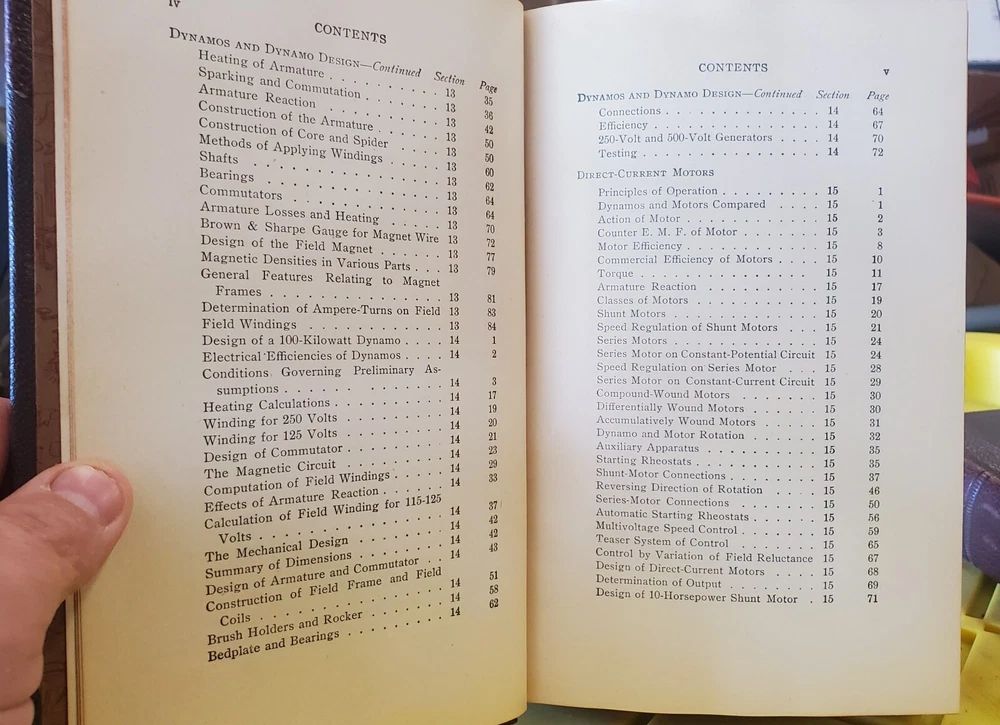 iv
CONTENTS
DYNAMOS AND DYNAMO DESIGN—Continued Section Page
Heating of Armature . . . . . . . . 13 35
Sparking and Commutation . . . . . . 13 36
Armature Reaction . . . . . . . . 13 42
Construction of the Armature . . . . . 13 50
Construction of Core and Spider . . . . 13 50
Methods of Applying Windings . . . . . 13 60
Shafts . . . . . . . . . . . . 13 62
Bearings . . . . . . . . . . . . 13 64
Commutators . . . . . . . . . . 13 64
Armature Losses and Heating . . . . . 13 70
Brown & Sharpe Gauge for Magnet Wire 13 72
Design of the Field Magnet . . . . . . 13 77
Magnetic Densities in Various Parts . . . 13 79
General Features Relating to Magnet
Frames . . . . . . . . . . . . 13 81
Determination of Ampere-Turns on Field 13 83
Field Windings . . . . . . . . . . 13 84
Design of a 100-Kilowatt Dynamo . . . . 14 1
Electrical Efficiencies of Dynamos . . . . 14 2
Conditions Governing Preliminary As-
sumptions . . . . . . . . . . . 14 3
Heating Calculations . . . . . . . . 14 17
Winding for 250 Volts . . . . . . . . 14 19
Winding for 125 Volts . . . . . . . . 14 20
Design of Commutator . . . . . . . . 14 21
The Magnetic Circuit . . . . . . . . 14 23
Computation of Field Windings . . . . . 14 29
Effects of Armature Reaction . . . . . . 14 33
Calculation of Field Winding for 115-125
Volts . . . . . . . . . . . . 14 37
The Mechanical Design . . . . . . . 14 42
Summary of Dimensions . . . . . . . 14 42
Design of Armature and Commutator . . . 14 43
Construction of Field Frame and Field
Coils . . . . . . . . . . . . 14 51
Brush Holders and Rocker . . . . . . 14 58
Bedplate and Bearings . . . . . . . . 14 62
CONTENTS v
DYNAMOS AND DYNAMO DESIGN—Continued Section Page
Connections . . . . . . . . . . . 14 64
Efficiency . . . . . . . . . . . . 14 67
250-Volt and 500-Volt Generators . . . . 14 70
Testing . . . . . . . . . . . . . 14 72
DIRECT-CURRENT MOTORS
Principles of Operation . . . . . . . . 15 1
Dynamos and Motors Compared . . . . 15 1
Action of Motor . . . . . . . . . . 15 2
Counter E. M. F. of Motor . . . . . . 15 3
Motor Efficiency . . . . . . . . . . 15 8
Commercial Efficiency of Motors . . . . 15 10
Torque . . . . . . . . . . . . . 15 11
Armature Reaction . . . . . . . . . 15 17
Classes of Motors . . . . . . . . . 15 19
Shunt Motors . . . . . . . . . . . 15 20
Speed Regulation of Shunt Motors . . . 15 21
Series Motors . . . . . . . . . . . 15 24
Series Motor on Constant-Potential Circuit 15 24
Speed Regulation on Series Motor . . . 15 28
Series Motor on Constant-Current Circuit 15 29
Compound-Wound Motors . . . . . . 15 30
Differentially Wound Motors . . . . . 15 30
Accumulatively Wound Motors . . . . 15 31
Dynamo and Motor Rotation . . . . . 15 32
Auxiliary Apparatus . . . . . . . . 15 35
Starting Rheostats . . . . . . . . . 15 35
Shunt-Motor Connections . . . . . . . 15 37
Reversing Direction of Rotation . . . . 15 46
Series-Motor Connections . . . . . . . 15 50
Automatic Starting Rheostats . . . . . 15 56
Multivoltage Speed Control . . . . . . 15 59
Teaser System of Control . . . . . . 15 65
Control by Variation of Field Reluctance 15 67
Design of Direct-Current Motors . . . . 15 68
Determination of Output . . . . . . . 15 69
Design of 10-Horsepower Shunt Motor . 15 71